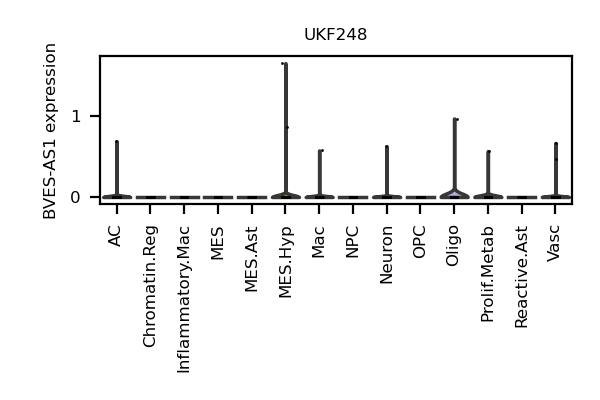 UKF248
BVES-AS1 expression
1
0
AC
Chromatin.Reg
Inflammatory.Mac
MES
MES.Ast
MES.Hyp
Mac
NPC
Neuron
OPC
Oligo
Prolif.Metab
Reactive.Ast
Vasc